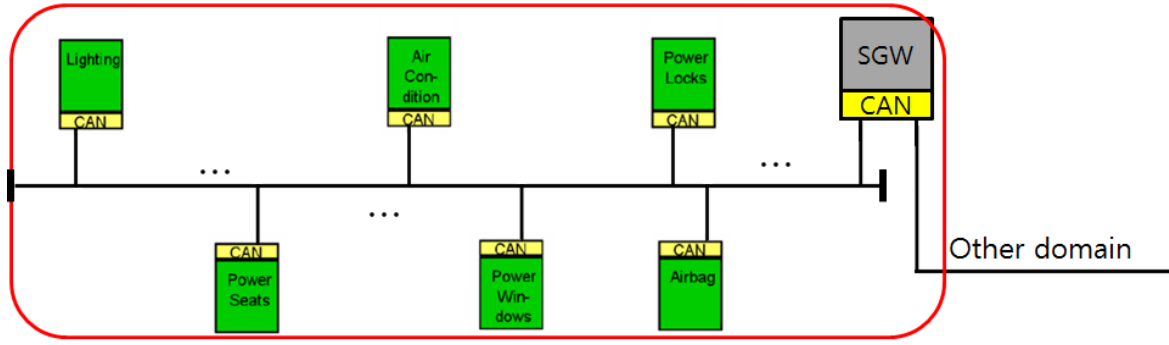 Lighting
CAN
Air
Con-
dition
CAN
Power
Locks
CAN
SGW
CAN
...
...
...
CAN
Power
Seats
CAN
Power
Win-
dows
CAN
Airbag
Other domain